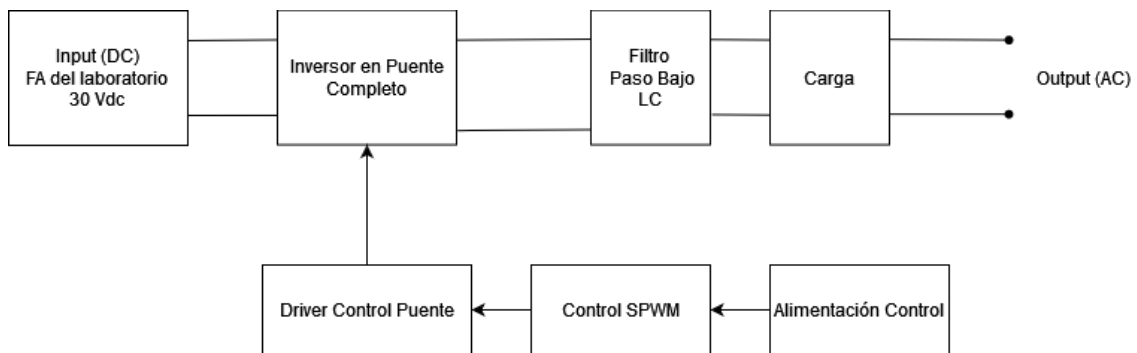 Input (DC)
FA del laboratorio
30 Vdc
Inversor en Puente
Completo
Filtro
Paso Bajo
LC
Carga
Output (AC)
Driver Control Puente
Control SPWM
Alimentación Control